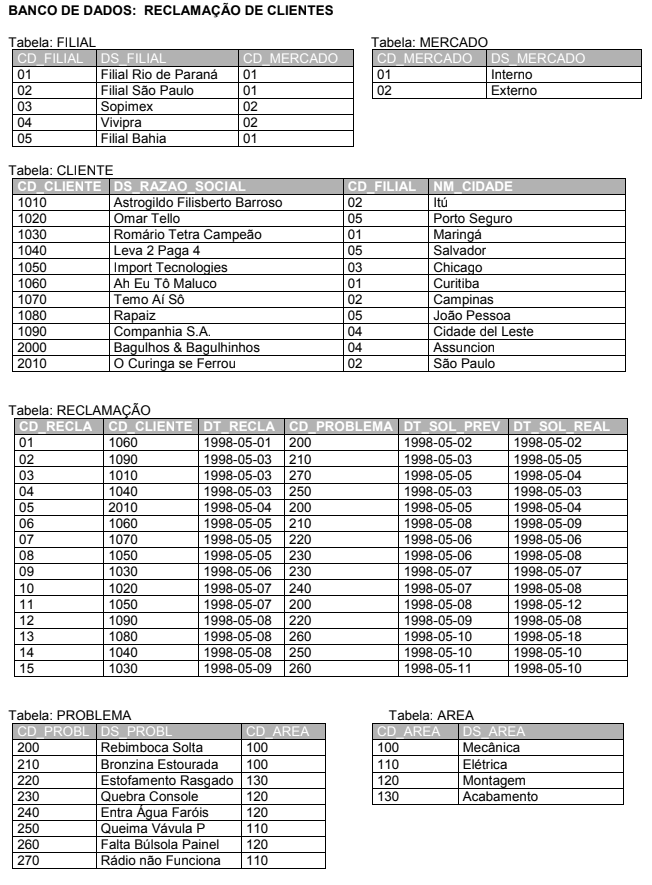 BANCO DE DADOS: RECLAMAÇÃO DE CLIENTES
Tabela: FILIAL
CD_FILIAL DS_FILIAL CD_MERCADO
01 Filial Rio de Paraná 01
02 Filial São Paulo 01
03 Sopimex 02
04 Vivipra 02
05 Filial Bahia 01
Tabela: MERCADO
CD_MERCADO DS_MERCADO
01 Interno
02 Externo
Tabela: CLIENTE
CD_CLIENTE DS_RAZAO_SOCIAL CD_FILIAL NM_CIDADE
1010 Astrogildo Filisberto Barroso 02 Itú
1020 Omar Tello 05 Porto Seguro
1030 Romário Tetra Campeão 01 Maringá
1040 Leva 2 Paga 4 05 Salvador
1050 Import Tecnologies 03 Chicago
1060 Ah Eu Tô Maluco 01 Curitiba
1070 Temo Aí Sô 02 Campinas
1080 Rapaiz 05 João Pessoa
1090 Companhia S.A. 04 Cidade del Leste
2000 Bagulhos & Bagulhinhos 04 Assuncion
2010 O Curinga se Ferrou 02 São Paulo
Tabela: RECLAMAÇÃO
CD_RECLA CD_CLIENTE DT_RECLA CD_PROBLEMA DT_SOL_PREV DT_SOL_REAL
01 1060 1998-05-01 200 1998-05-02 1998-05-02
02 1090 1998-05-03 210 1998-05-03 1998-05-05
03 1010 1998-05-03 270 1998-05-05 1998-05-04
04 1040 1998-05-03 250 1998-05-03 1998-05-03
05 2010 1998-05-04 200 1998-05-05 1998-05-04
06 1060 1998-05-05 210 1998-05-08 1998-05-09
07 1070 1998-05-05 220 1998-05-06 1998-05-06
08 1050 1998-05-05 230 1998-05-06 1998-05-08
09 1030 1998-05-06 230 1998-05-07 1998-05-07
10 1020 1998-05-07 240 1998-05-07 1998-05-08
11 1050 1998-05-07 200 1998-05-08 1998-05-12
12 1090 1998-05-08 220 1998-05-09 1998-05-08
13 1080 1998-05-08 260 1998-05-10 1998-05-18
14 1040 1998-05-08 250 1998-05-10 1998-05-10
15 1030 1998-05-09 260 1998-05-11 1998-05-10
Tabela: PROBLEMA
CD_PROBL DS_PROBL CD_AREA
200 Rebimboca Solta 100
210 Bronzina Estourada 100
220 Estofamento Rasgado 130
230 Quebra Console 120
240 Entra Água Faróis 120
250 Queima Vávula P 110
260 Falta Búlsola Painel 120
270 Rádio não Funciona 110
Tabela: AREA
CD_AREA DS_AREA
100 Mecânica
110 Elétrica
120 Montagem
130 Acabamento